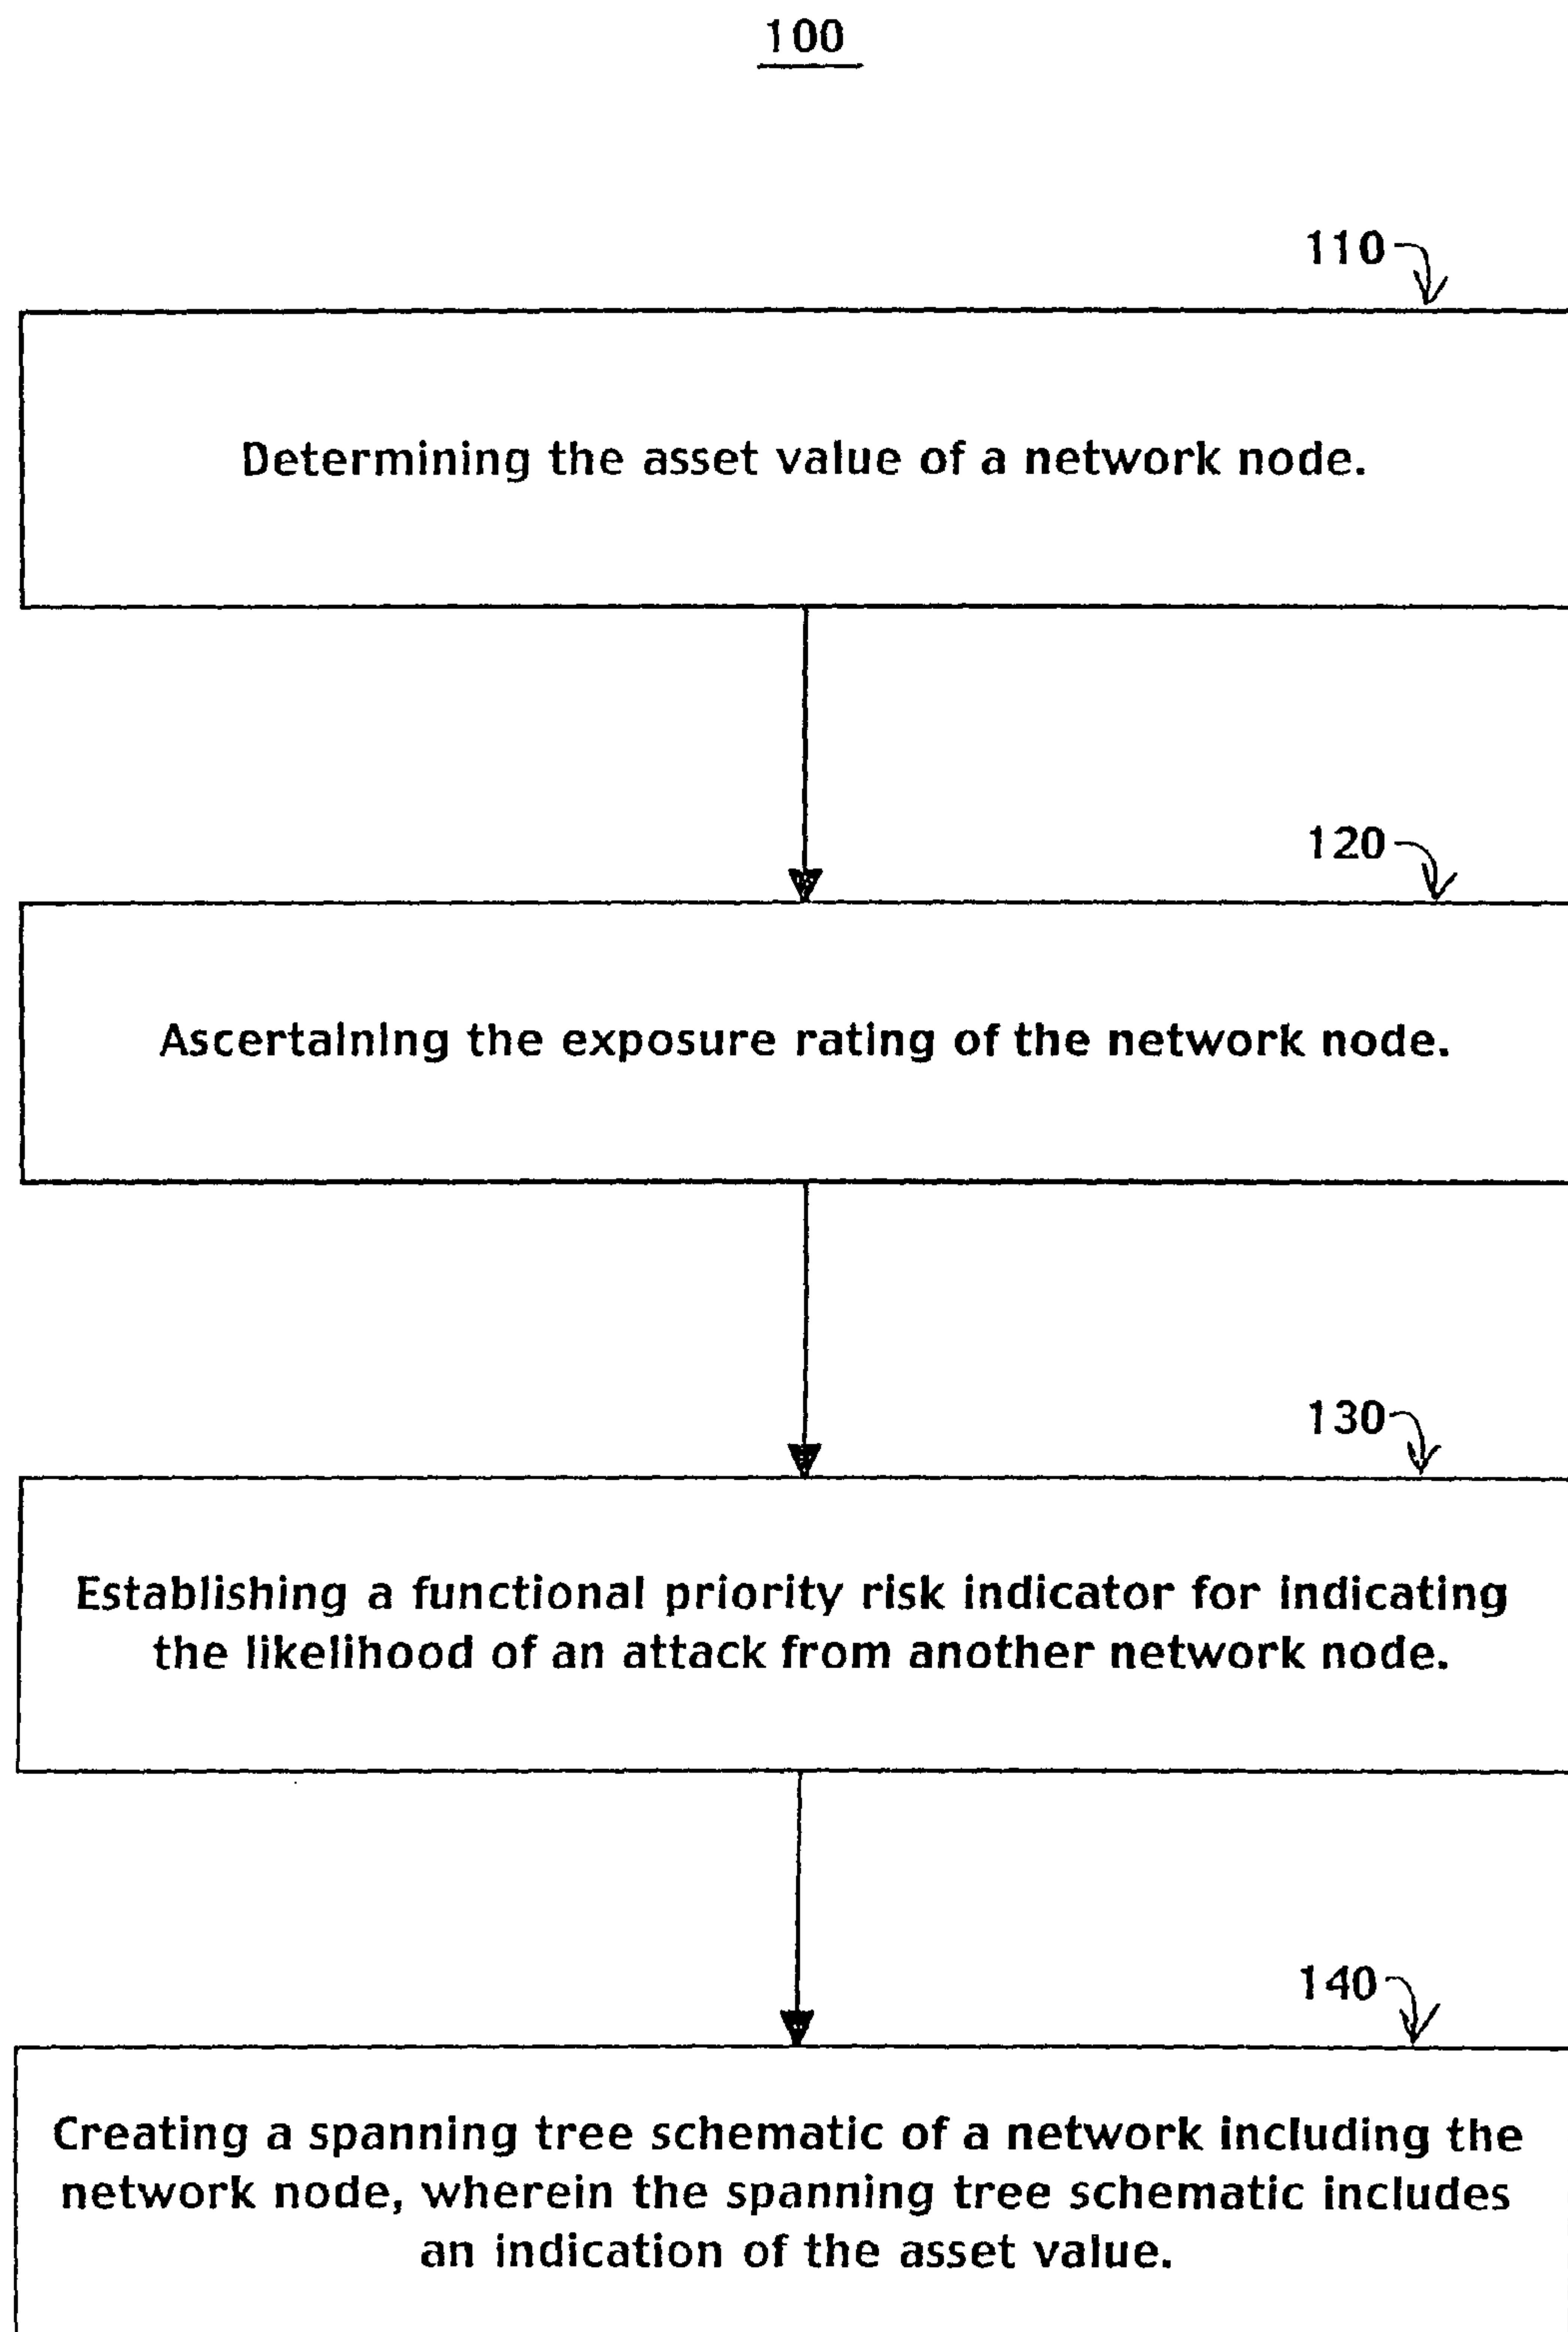 100
110
Determining the asset value of a network node.
120
Ascertaining the exposure rating of the network node.
130
Establishing a functional priority risk indicator for indicating
the likelihood of an attack from another network node.
140
Creating a spanning tree schematic of a network including the
network node, wherein the spanning tree schematic includes
an indication of the asset value.